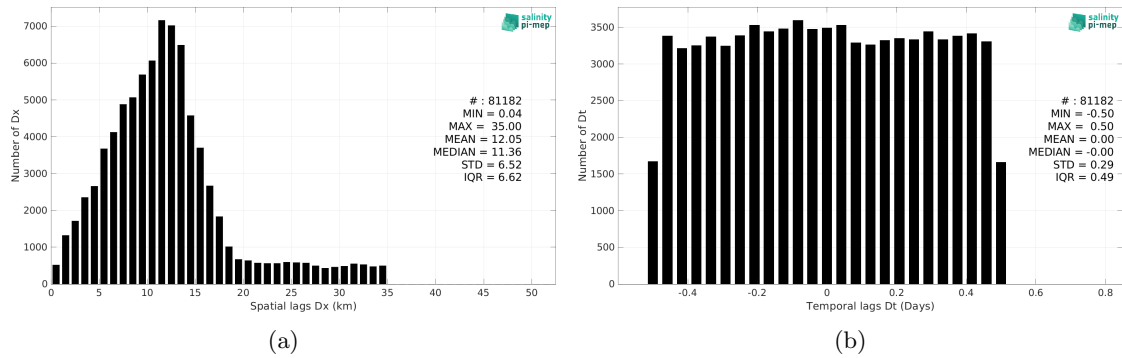 salinity
pi-mep
7000
6000
5000
4000
3000
2000
1000
0
Number of Dx
# : 81182
MIN = 0.04
MAX = 35.00
MEAN = 12.05
MEDIAN = 11.36
STD = 6.52
IQR = 6.62
0 5 10 15 20 25 30 35 40 45 50
Spatial lags Dx (km)
(a)
salinity
pi-mep
3500
3000
2500
2000
1500
1000
500
0
Number of Dt
# : 81182
MIN = -0.50
MAX = 0.50
MEAN = 0.00
MEDIAN = -0.00
STD = 0.29
IQR = 0.49
-0.4 -0.2 0 0.2 0.4 0.6 0.8
Temporal lags Dt (Days)
(b)